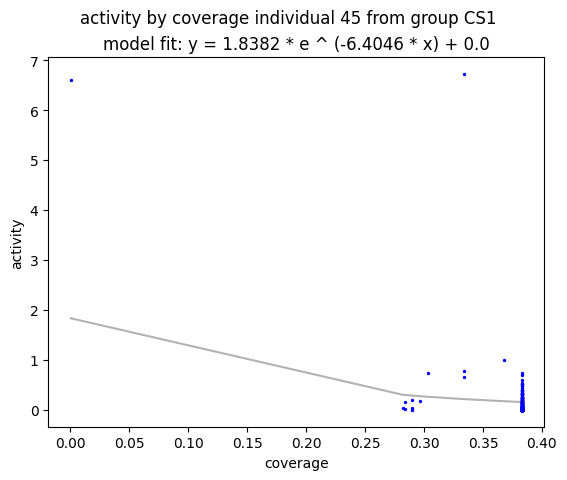 activity by coverage individual 45 from group CS1
model fit: y = 1.8382 * e ^ (-6.4046 * x) + 0.0
7
6
5
4
3
2
1
0
activity
0.00 0.05 0.10 0.15 0.20 0.25 0.30 0.35 0.40
coverage